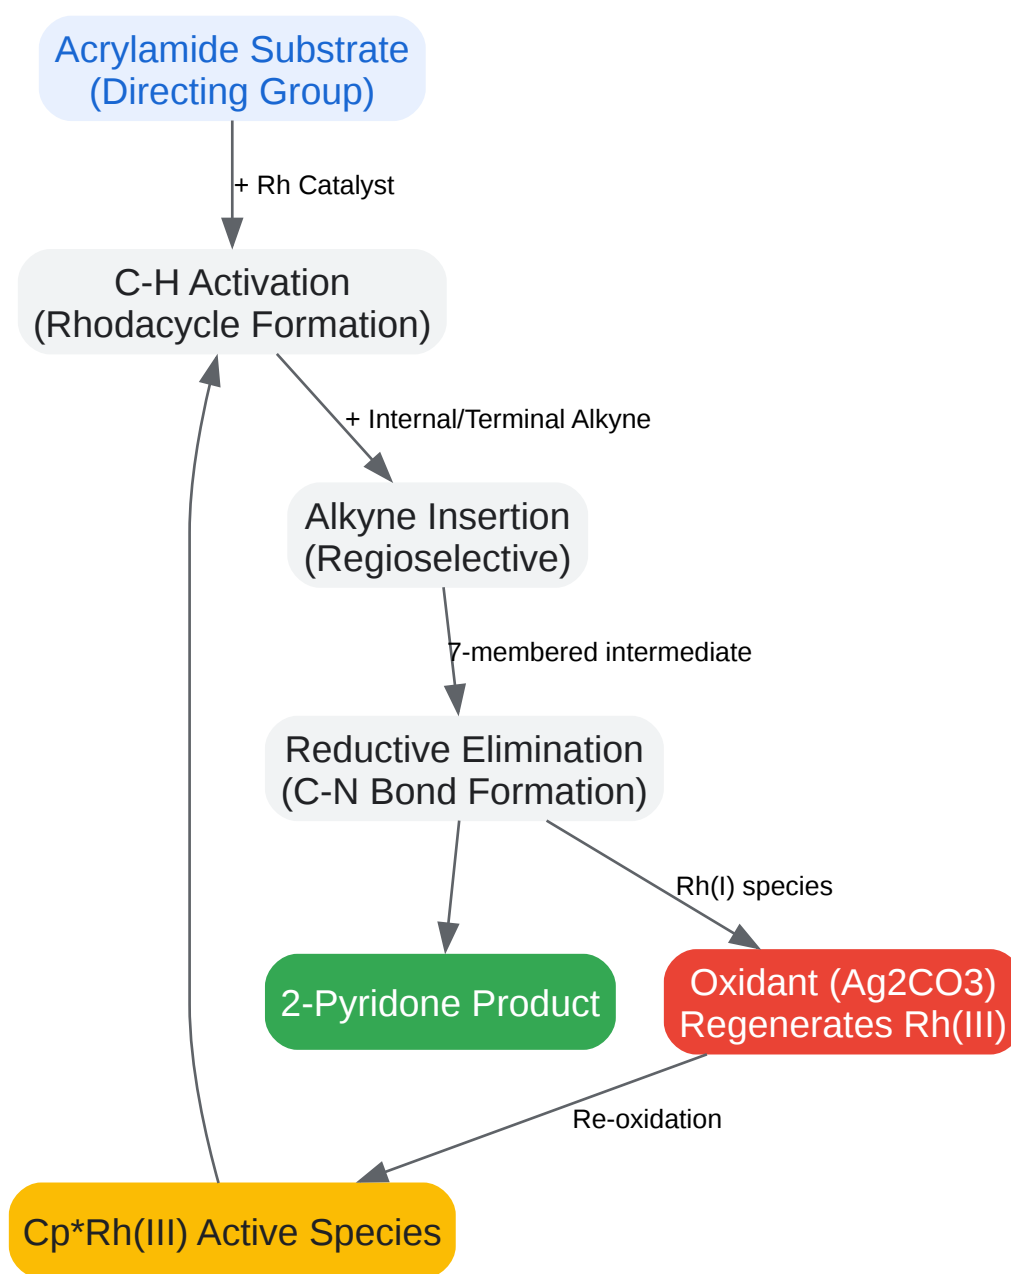 Acrylamide Substrate
(Directing Group)
+ Rh Catalyst
C-H Activation
(Rhodacycle Formation)
+ Internal/Terminal Alkyne
Alkyne Insertion
(Regioselective)
7-membered intermediate
Reductive Elimination
(C-N Bond Formation)
Rh(I) species
2-Pyridone Product
Oxidant (Ag2CO3)
Regenerates Rh(III)
Re-oxidation
Cp*Rh(III) Active Species